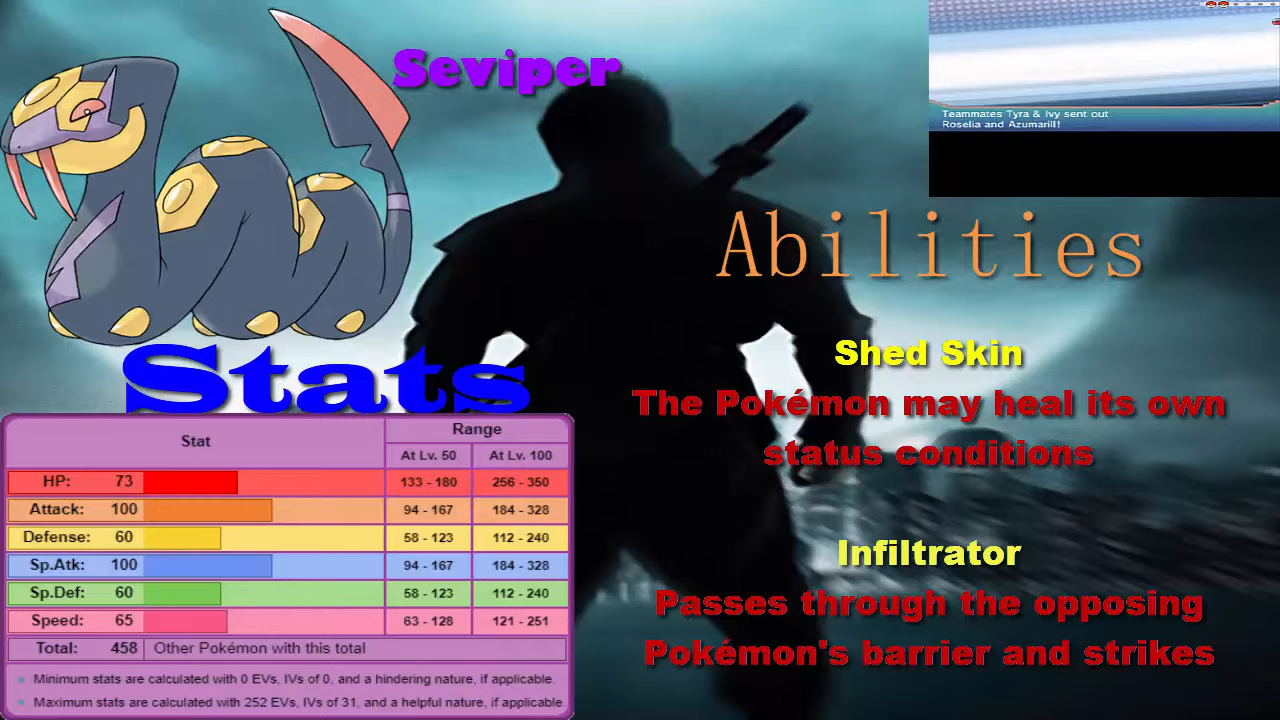 Seviper
Teammates Tyra & Ivy sent out
Roselia and Azumarill!
Abilities
Shed Skin
The Pokémon may heal its own
status conditions
Infiltrator
Passes through the opposing
Pokémon's barrier and strikes
Stats
Stat Range
At Lv. 50 At Lv. 100
HP: 73 133 - 180 256 - 350
Attack: 100 94 - 167 184 - 328
Defense: 60 58 - 123 112 - 240
Sp.Atk: 100 94 - 167 184 - 328
Sp.Def: 60 58 - 123 112 - 240
Speed: 65 63 - 128 121 - 251
Total: 458 Other Pokémon with this total
Minimum stats are calculated with 0 EVs, IVs of 0, and a hindering nature, if applicable.
Maximum stats are calculated with 252 EVs, IVs of 31, and a helpful nature, if applicable.